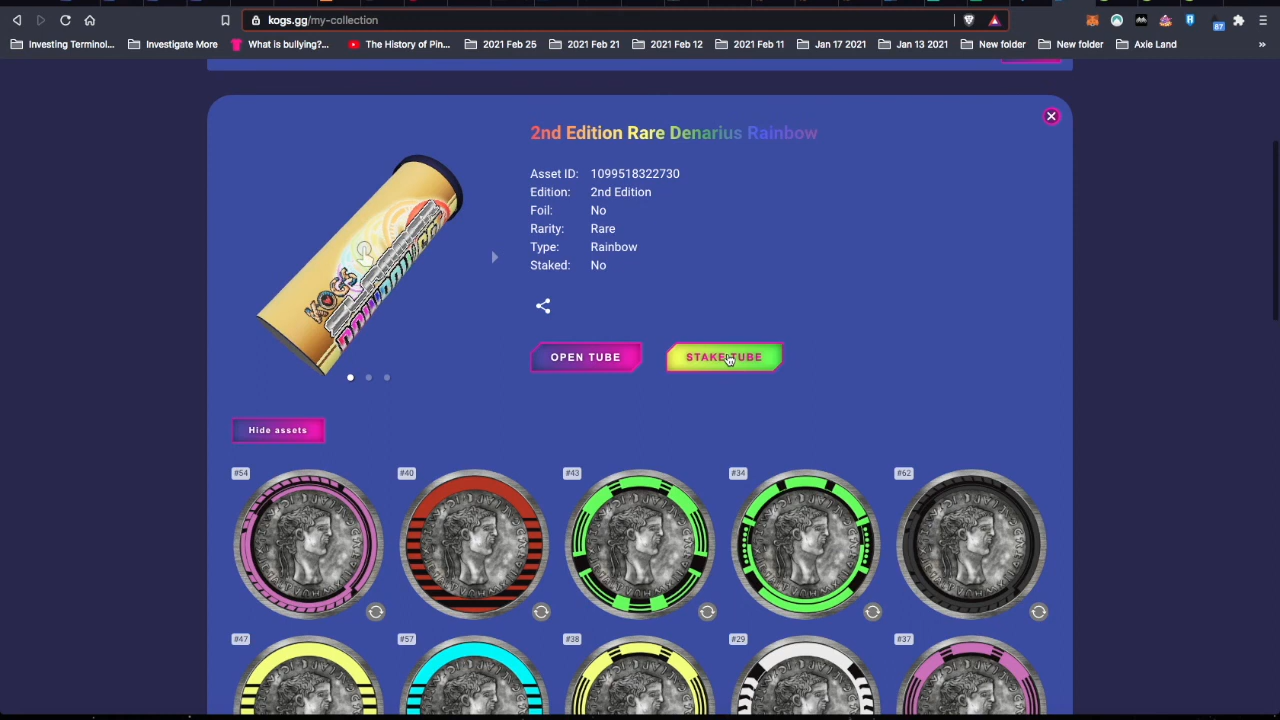 kogs.gg/my-collection
87
Investing Terminol...
Investigate More
What is bullying?...
The History of Pin...
2021 Feb 25
2021 Feb 21
2021 Feb 12
2021 Feb 11
Jan 17 2021
Jan 13 2021
New folder
New folder
Axie Land
»
2nd Edition Rare Denarius Rainbow
Asset ID: 1099518322730
Edition: 2nd Edition
Foil: No
Rarity: Rare
Type: Rainbow
Staked: No
KOGS
OPEN TUBE
STAKE TUBE
Hide assets
#54
#40
#43
#34
#62
#47
#57
#38
#29
#37